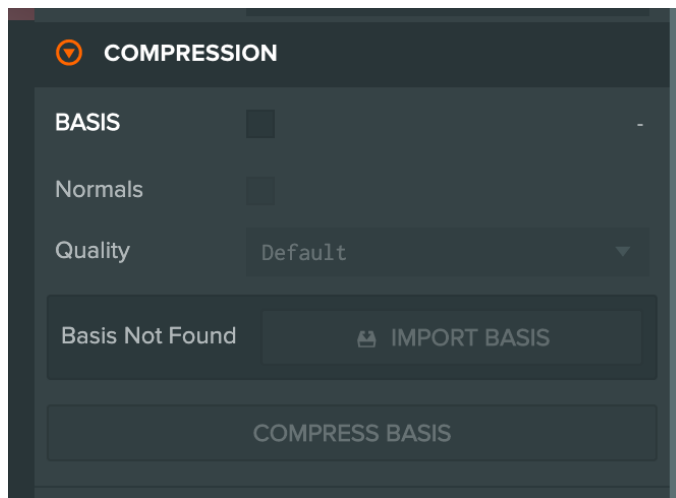 COMPRESSION
BASIS -
Normals
Quality Default
Basis Not Found IMPORT BASIS
COMPRESS BASIS